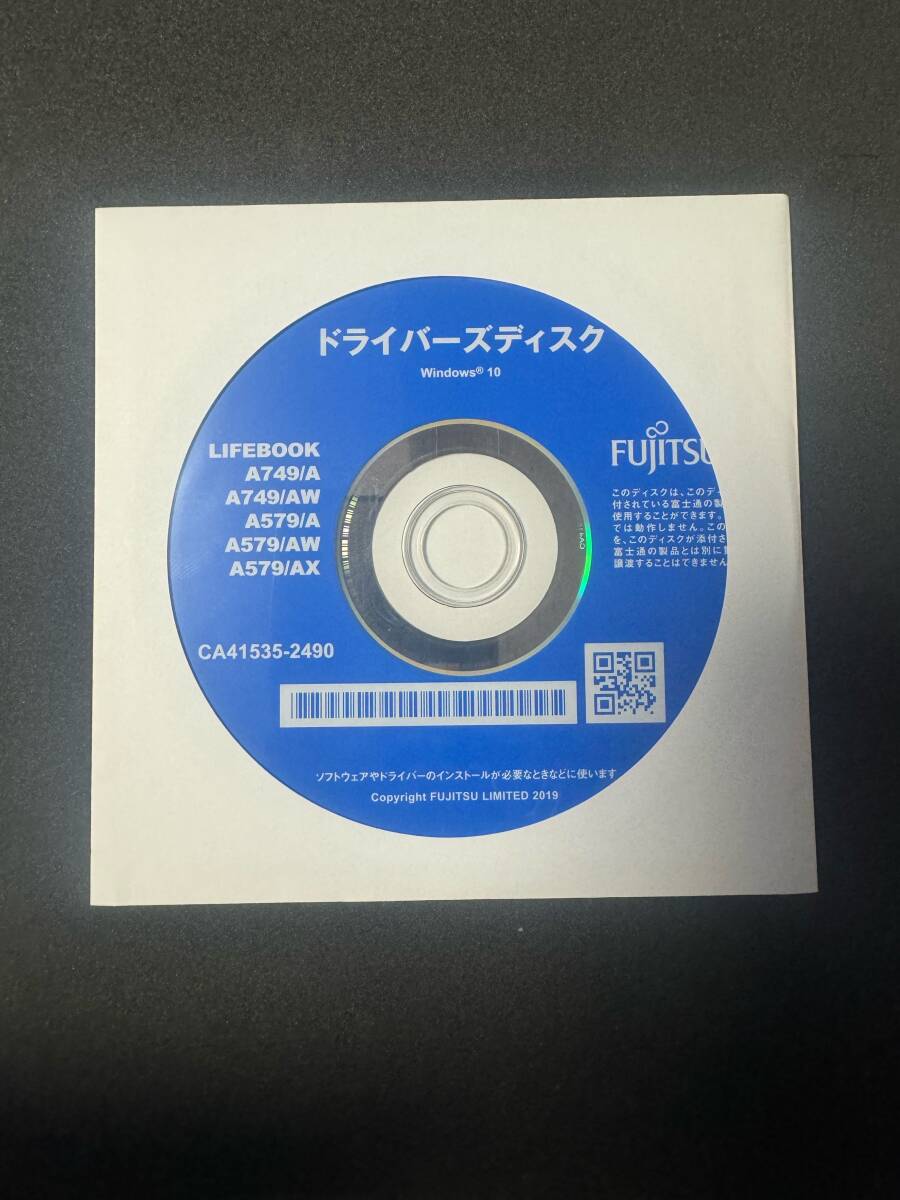 ドライバーズディスク
Windows® 10
LIFEBOOK
A749/A
A749/AW
A579/A
A579/AW
A579/AX
FUJITSU
このディスクは、このディ
付されている富士通の製
使用することができます。
では動作しません。この
を、このディスクが添付さ
富士通の製品とは別に
譲渡することはできません
CA41535-2490
ソフトウェアやドライバーのインストールが必要なときなどに使います
Copyright FUJITSU LIMITED 2019